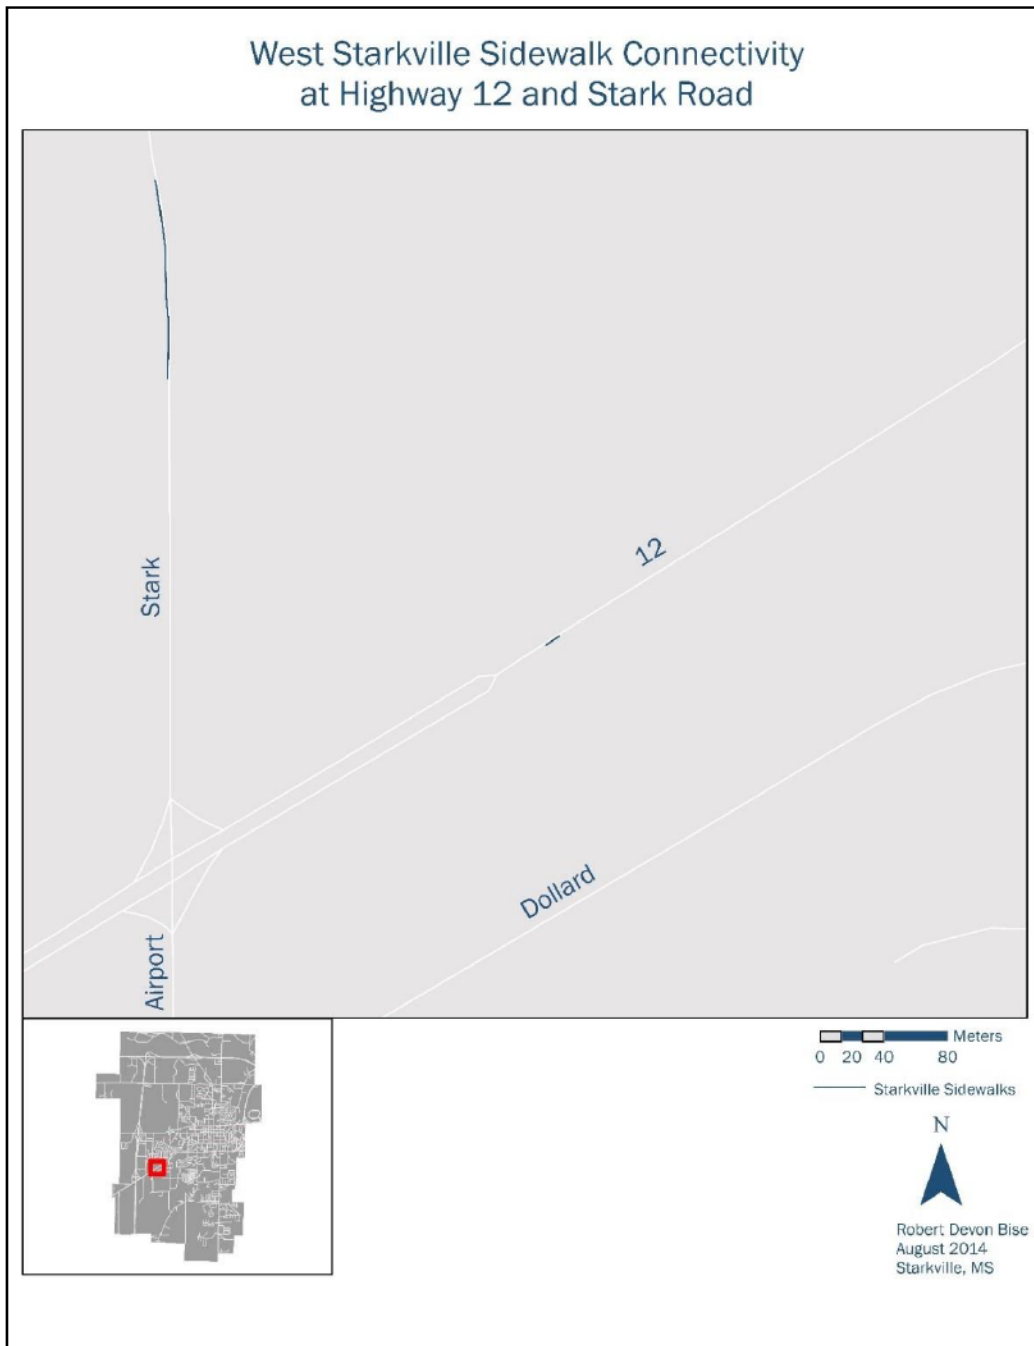 West Starkville Sidewalk Connectivity
at Highway 12 and Stark Road
12
Stark
Dollard
Airport
Meters
0 20 40 80
Starkville Sidewalks
N
Robert Devon Bise
August 2014
Starkville, MS